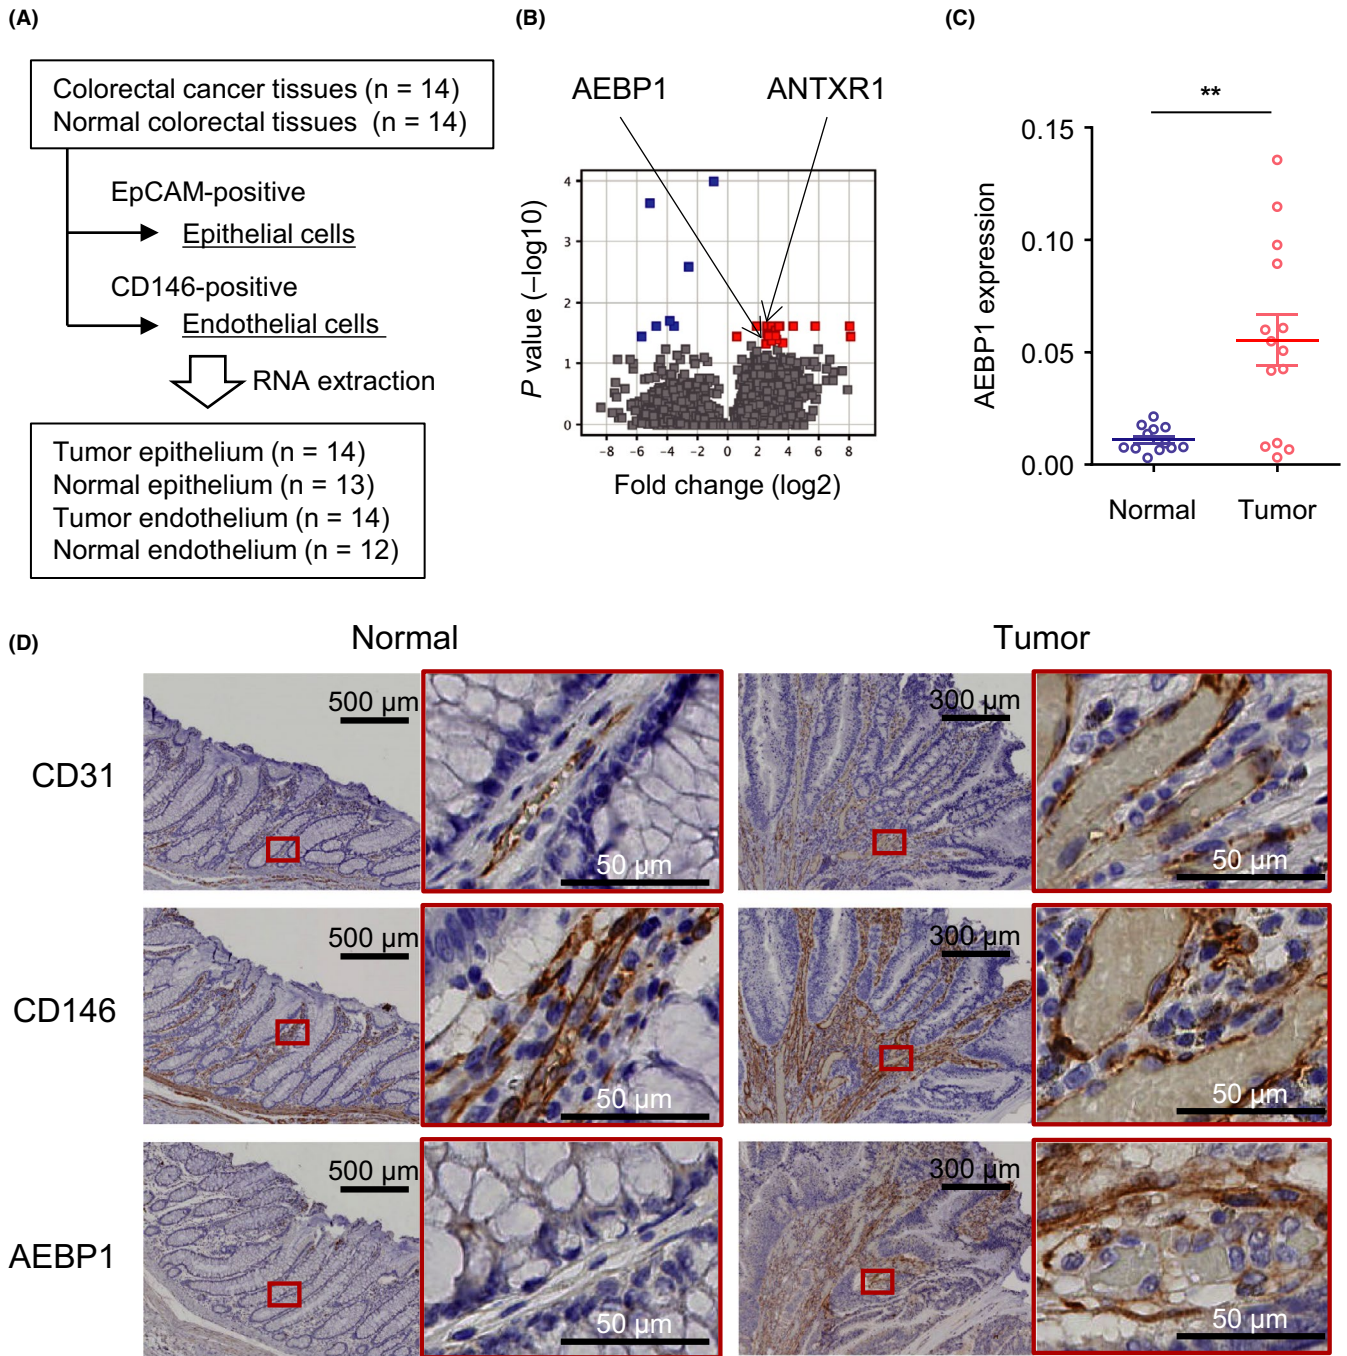 (A)
Colorectal cancer tissues (n = 14)
Normal colorectal tissues (n = 14)
EpCAM-positive
Epithelial cells
CD146-positive
Endothelial cells
RNA extraction
Tumor epithelium (n = 14)
Normal epithelium (n = 13)
Tumor endothelium (n = 14)
Normal endothelium (n = 12)
(B)
AEBP1 ANTXR1
P value (–log10)
4
3
2
1
0
-8 -6 -4 -2 0 2 4 6 8
Fold change (log2)
(C)
**
AEBP1 expression
0.15
0.10
0.05
0.00
Normal Tumor
(D)
Normal Tumor
CD31
500 µm 50 µm 300 µm 50 µm
CD146
500 µm 50 µm 300 µm 50 µm
AEBP1
500 µm 50 µm 300 µm 50 µm